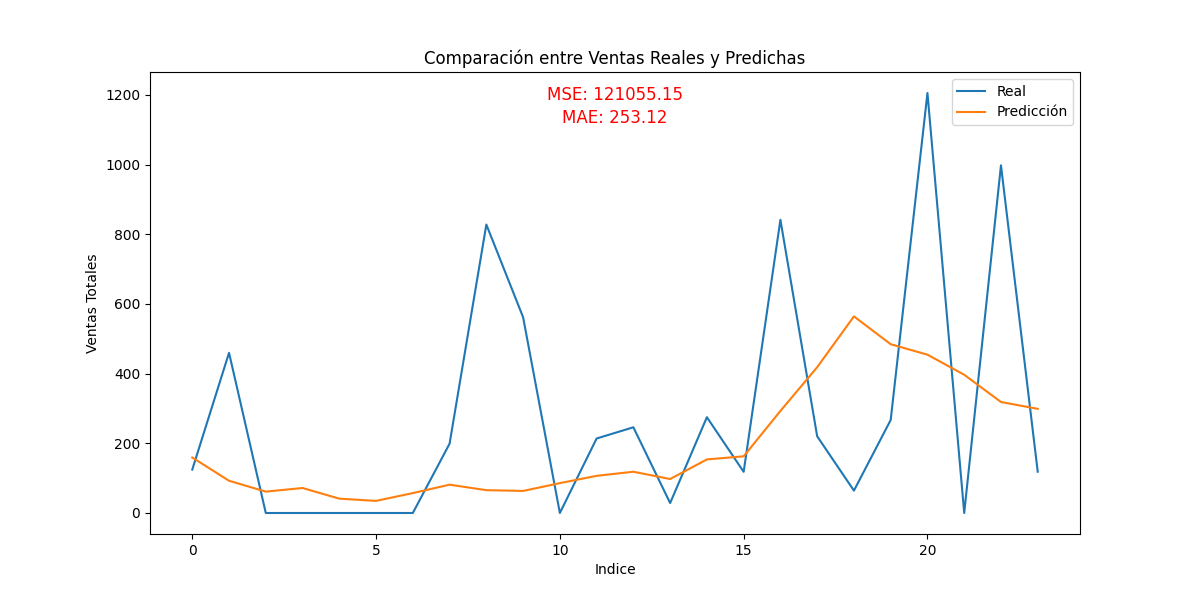 Comparación entre Ventas Reales y Predichas
MSE: 121055.15
MAE: 253.12
Real
Predicción
Ventas Totales
1200
1000
800
600
400
200
0
0 5 10 15 20
Indice